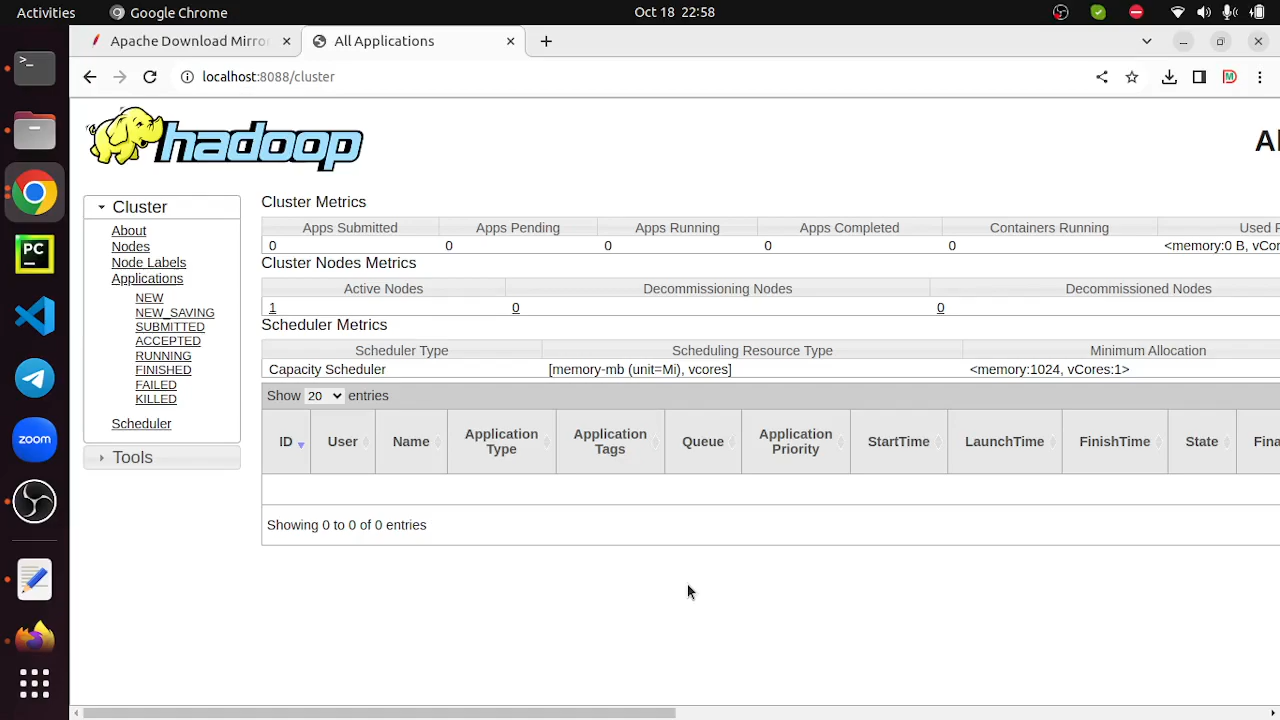 Activities
Google Chrome
Oct 18 22:58
Apache Download Mirro
All Applications
localhost:8088/cluster
hadoop
Al
Cluster
About
Nodes
Node Labels
Applications
NEW
NEW_SAVING
SUBMITTED
ACCEPTED
RUNNING
FINISHED
FAILED
KILLED
Scheduler
Tools
Cluster Metrics
Apps Submitted Apps Pending Apps Running Apps Completed Containers Running Used R
0 0 0 0 0 <memory:0 B, vCor
Cluster Nodes Metrics
Active Nodes Decommissioning Nodes Decommissioned Nodes
1 0 0
Scheduler Metrics
Scheduler Type Scheduling Resource Type Minimum Allocation
Capacity Scheduler [memory-mb (unit=Mi), vcores] <memory:1024, vCores:1>
Show 20 entries
ID User Name Application Type Application Tags Queue Application Priority StartTime LaunchTime FinishTime State Fina
Showing 0 to 0 of 0 entries
PC
zoom
M